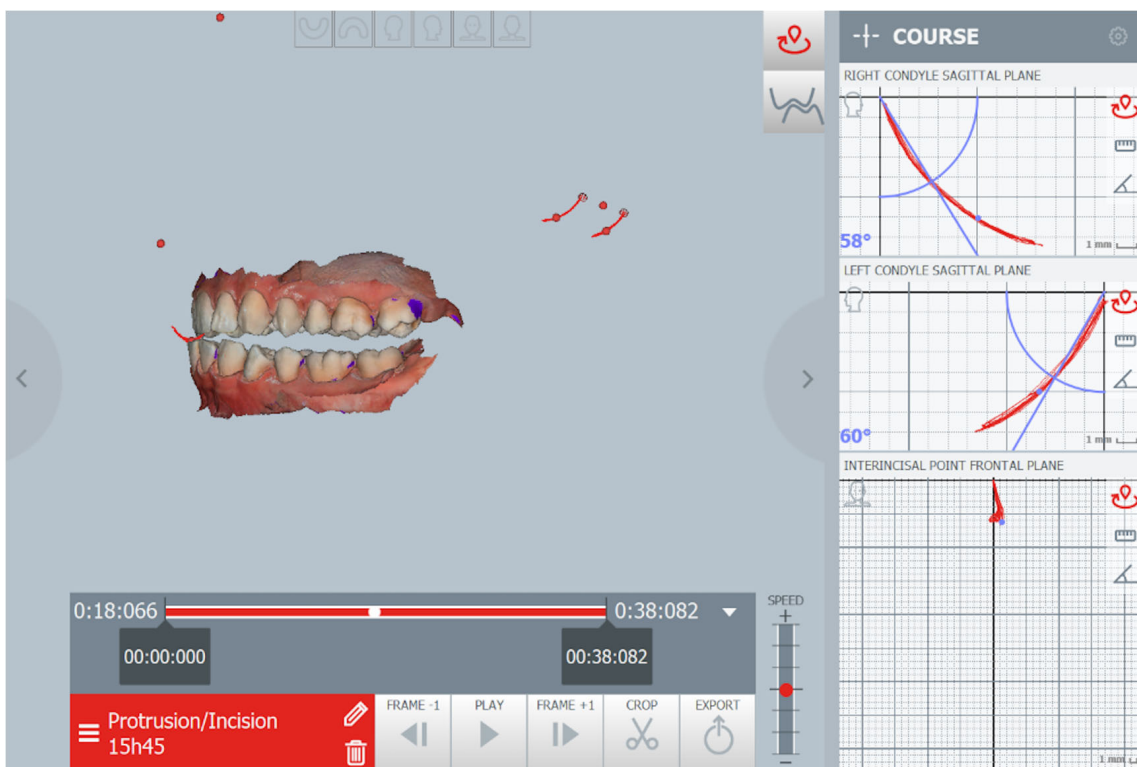 COURSE
RIGHT CONDYLE SAGITTAL PLANE
58°
1 mm
LEFT CONDYLE SAGITTAL PLANE
60°
1 mm
INTERINCISAL POINT FRONTAL PLANE
1 mm
0:18:066
0:38:082
00:00:000
00:38:082
SPEED
+
−
Protrusion/Incision
15h45
FRAME -1
PLAY
FRAME +1
CROP
EXPORT